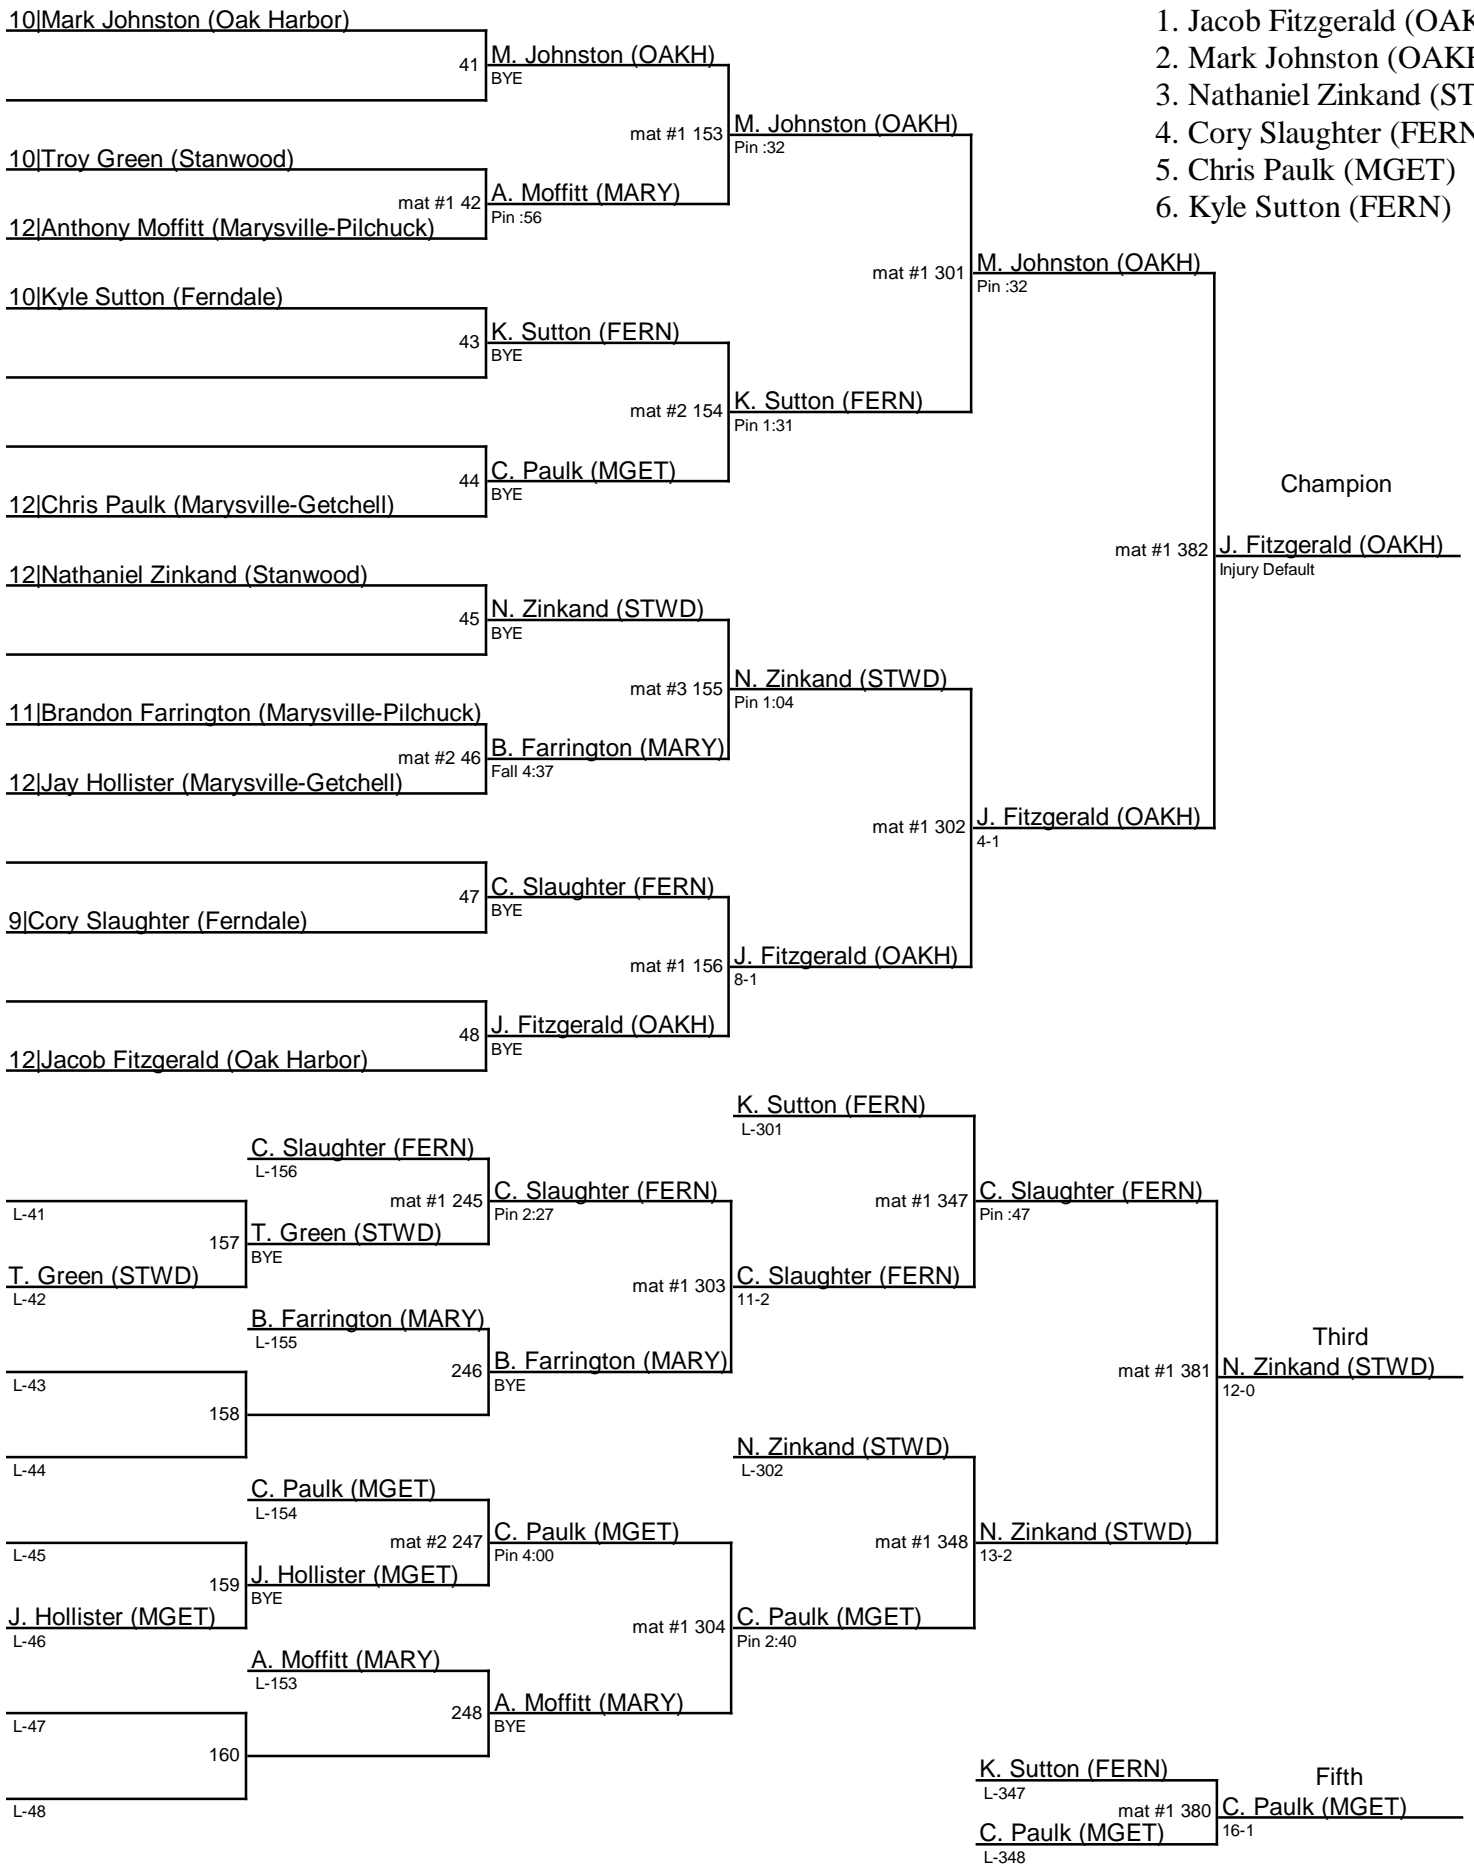 10|Mark Johnston (Oak Harbor)
41
M. Johnston (OAKH)
BYE
mat #1 153
M. Johnston (OAKH)
Pin :32
10|Troy Green (Stanwood)
mat #1 42
A. Moffitt (MARY)
Pin :56
12|Anthony Moffitt (Marysville-Pilchuck)
mat #1 301
M. Johnston (OAKH)
Pin :32
10|Kyle Sutton (Ferndale)
43
K. Sutton (FERN)
BYE
mat #2 154
K. Sutton (FERN)
Pin 1:31
44
C. Paulk (MGET)
BYE
12|Chris Paulk (Marysville-Getchell)
1. Jacob Fitzgerald (OAK
2. Mark Johnston (OAKH
3. Nathaniel Zinkand (ST
4. Cory Slaughter (FERN
5. Chris Paulk (MGET)
6. Kyle Sutton (FERN)
Champion
mat #1 382
J. Fitzgerald (OAKH)
Injury Default
12|Nathaniel Zinkand (Stanwood)
45
N. Zinkand (STWD)
BYE
mat #3 155
N. Zinkand (STWD)
Pin 1:04
11|Brandon Farrington (Marysville-Pilchuck)
mat #2 46
B. Farrington (MARY)
Fall 4:37
12|Jay Hollister (Marysville-Getchell)
mat #1 302
J. Fitzgerald (OAKH)
4-1
47
C. Slaughter (FERN)
BYE
9|Cory Slaughter (Ferndale)
mat #1 156
J. Fitzgerald (OAKH)
8-1
48
J. Fitzgerald (OAKH)
BYE
12|Jacob Fitzgerald (Oak Harbor)
K. Sutton (FERN)
L-301
C. Slaughter (FERN)
L-156
mat #1 245
C. Slaughter (FERN)
Pin 2:27
mat #1 347
C. Slaughter (FERN)
Pin :47
L-41
157
T. Green (STWD)
BYE
T. Green (STWD)
L-42
mat #1 303
C. Slaughter (FERN)
11-2
B. Farrington (MARY)
L-155
246
B. Farrington (MARY)
BYE
L-43
158
L-44
Third
mat #1 381
N. Zinkand (STWD)
12-0
N. Zinkand (STWD)
L-302
C. Paulk (MGET)
L-154
mat #2 247
C. Paulk (MGET)
Pin 4:00
mat #1 348
N. Zinkand (STWD)
13-2
L-45
159
J. Hollister (MGET)
BYE
J. Hollister (MGET)
L-46
mat #1 304
C. Paulk (MGET)
Pin 2:40
A. Moffitt (MARY)
L-153
248
A. Moffitt (MARY)
BYE
L-47
160
L-48
K. Sutton (FERN)
L-347
Fifth
mat #1 380
C. Paulk (MGET)
16-1
C. Paulk (MGET)
L-348